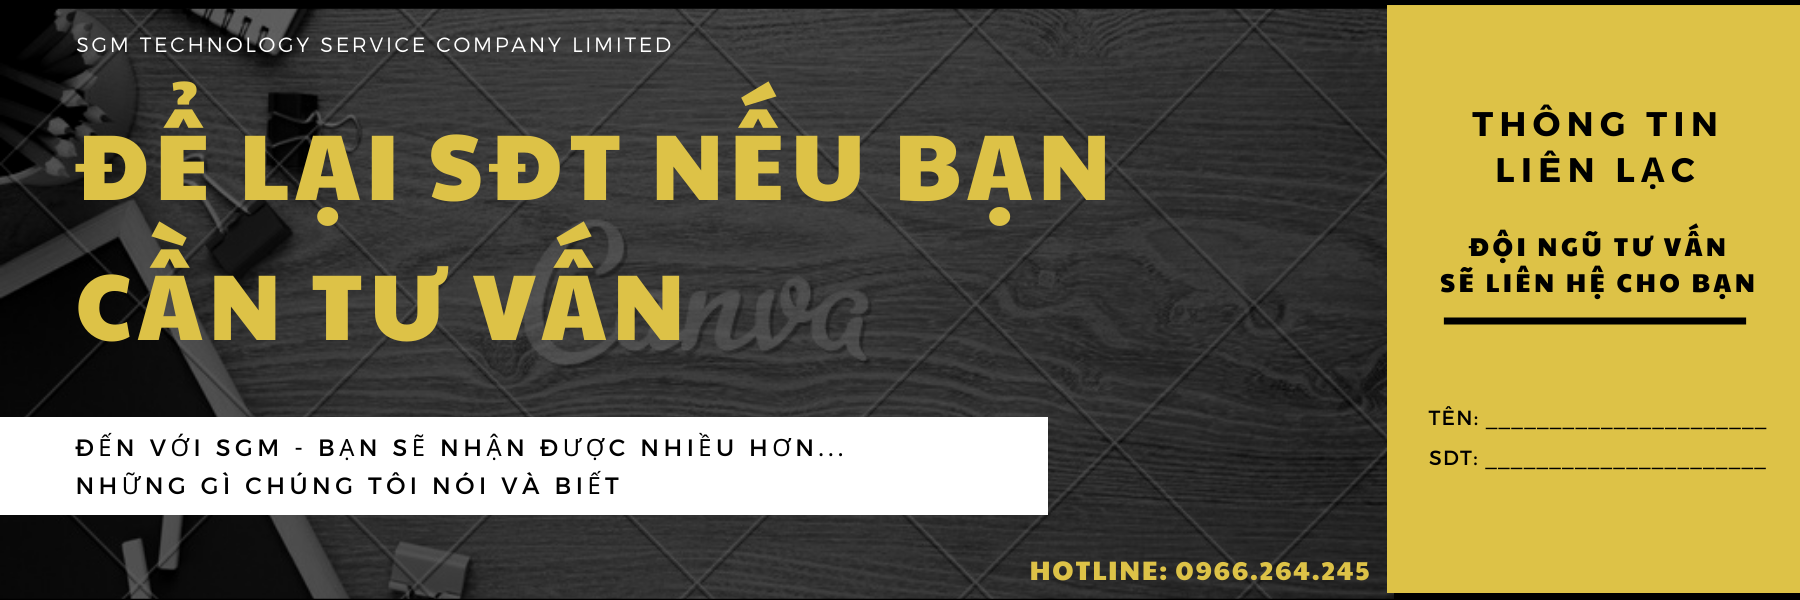 SGM TECHNOLOGY SERVICE COMPANY LIMITED
ĐỂ LẠI SĐT NẾU BẠN
CẦN TƯ VẤN
Canva
ĐẾN VỚI SGM - BẠN SẼ NHẬN ĐƯỢC NHIỀU HƠN...
NHỮNG GÌ CHÚNG TÔI NÓI VÀ BIẾT
HOTLINE: 0966.264.245
THÔNG TIN
LIÊN LẠC
ĐỘI NGŨ TƯ VẤN
SẼ LIÊN HỆ CHO BẠN
TÊN: ______________________
SDT: ______________________